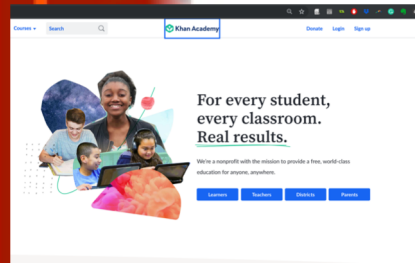 Courses
Search
Khan Academy
Donate
Login
Sign up
For every student,
every classroom.
Real results.
We're a nonprofit with the mission to provide a free, world-class
education for anyone, anywhere.
Learners
Teachers
Districts
Parents